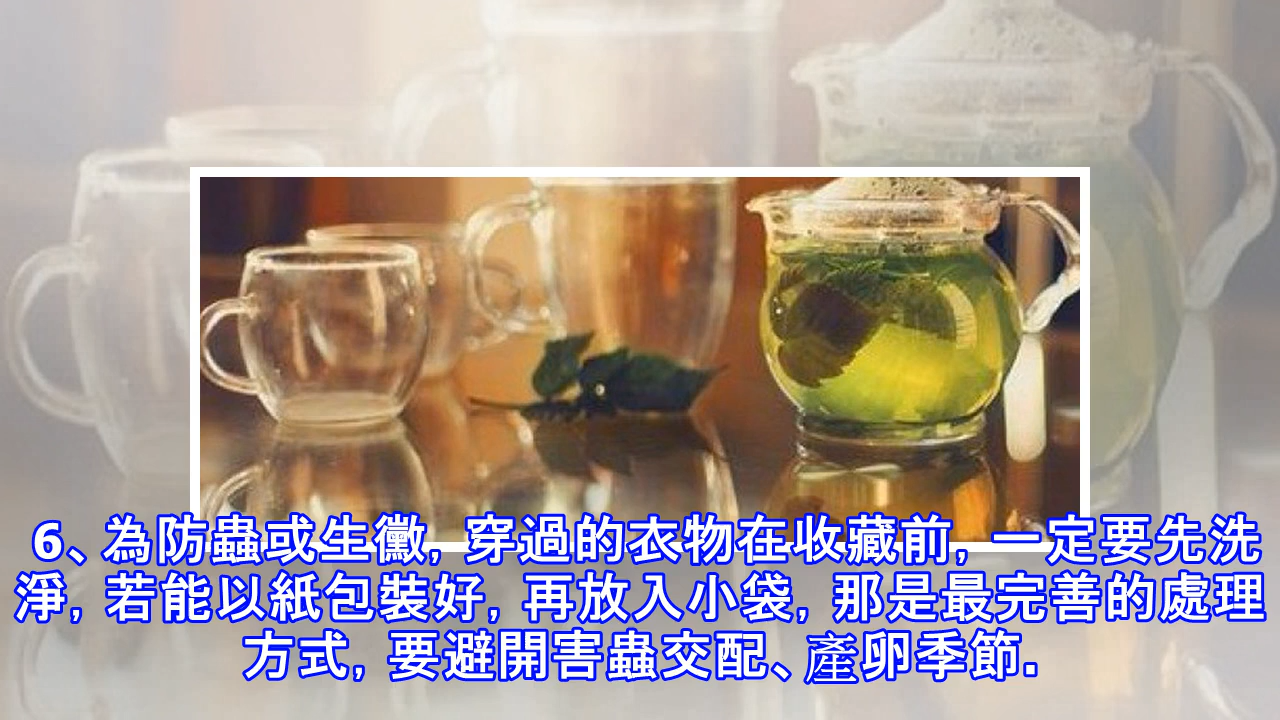 6、為防蟲或生黴, 穿過的衣物在收藏前, 一定要先洗
淨, 若能以紙包裝好, 再放入小袋, 那是最完善的處理
方式, 要避開害蟲交配、產卵季節.